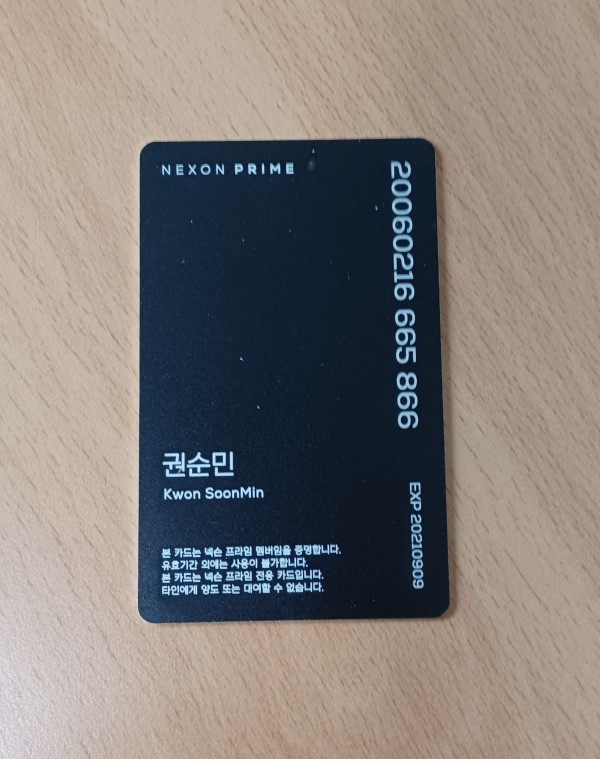 NEXON PRIME
20060216 665 866
권순민
Kwon SoonMin
EXP 20210909
본 카드는 넥슨 프라임 멤버임을 증명합니다.
유효기간 외에는 사용이 불가합니다.
본 카드는 넥슨 프라임 전용 카드입니다.
타인에게 양도 또는 대여할 수 없습니다.